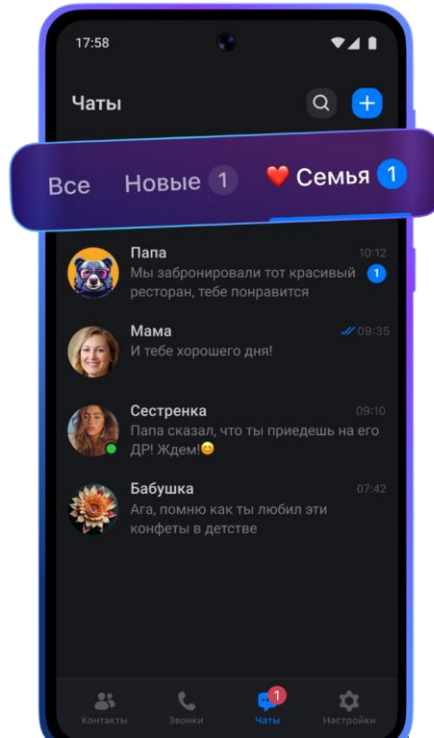 17:58
Чаты
Все Новые 1 ❤️ Семья 1
Папа 10:12
Мы забронировали тот красивый 1
ресторан, тебе понравится
Мама 09:35
И тебе хорошего дня!
Сестренка 09:10
Папа сказал, что ты приедешь на его
ДР! Ждем!😊
Бабушка 07:42
Ага, помню как ты любил эти
конфеты в детстве
1
Контакты Звонки Чаты Настройки